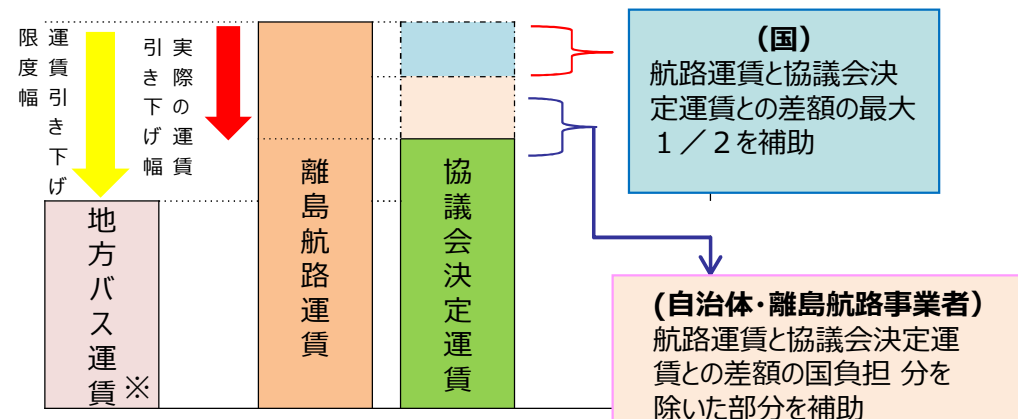 運賃引き下げ
限度幅
実際の運賃
引き下げ幅
地方バス運賃※
離島航路運賃
協議会決定運賃
(国)
航路運賃と協議会決
定運賃との差額の最大
１／２を補助
(自治体・離島航路事業者)
航路運賃と協議会決定運
賃との差額の国負担 分を
除いた部分を補助